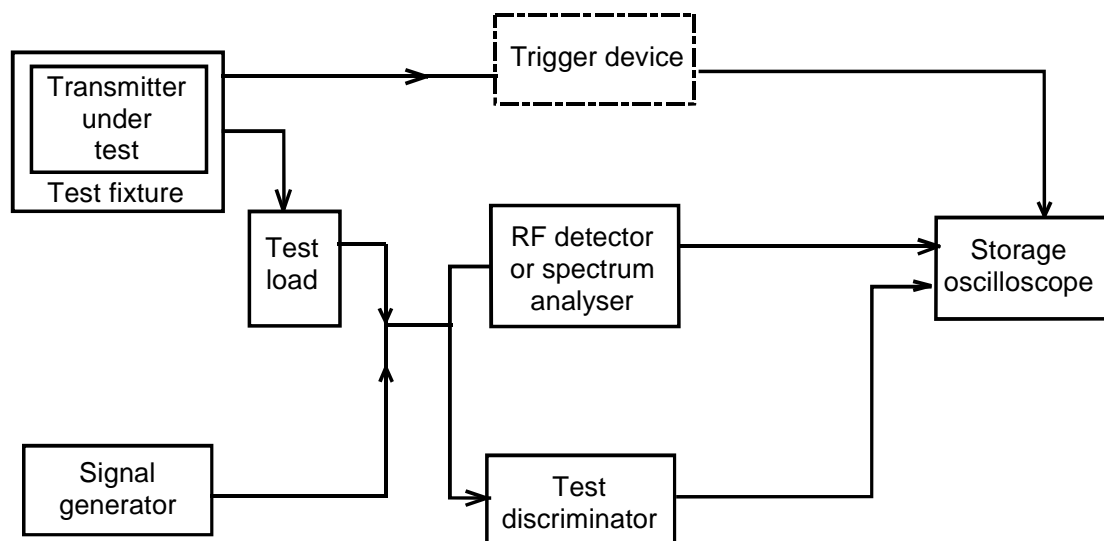 Trigger device
Transmitter
under
test
Test fixture
Test
load
RF detector
or spectrum
analyser
Storage
oscilloscope
Signal
generator
Test
discriminator